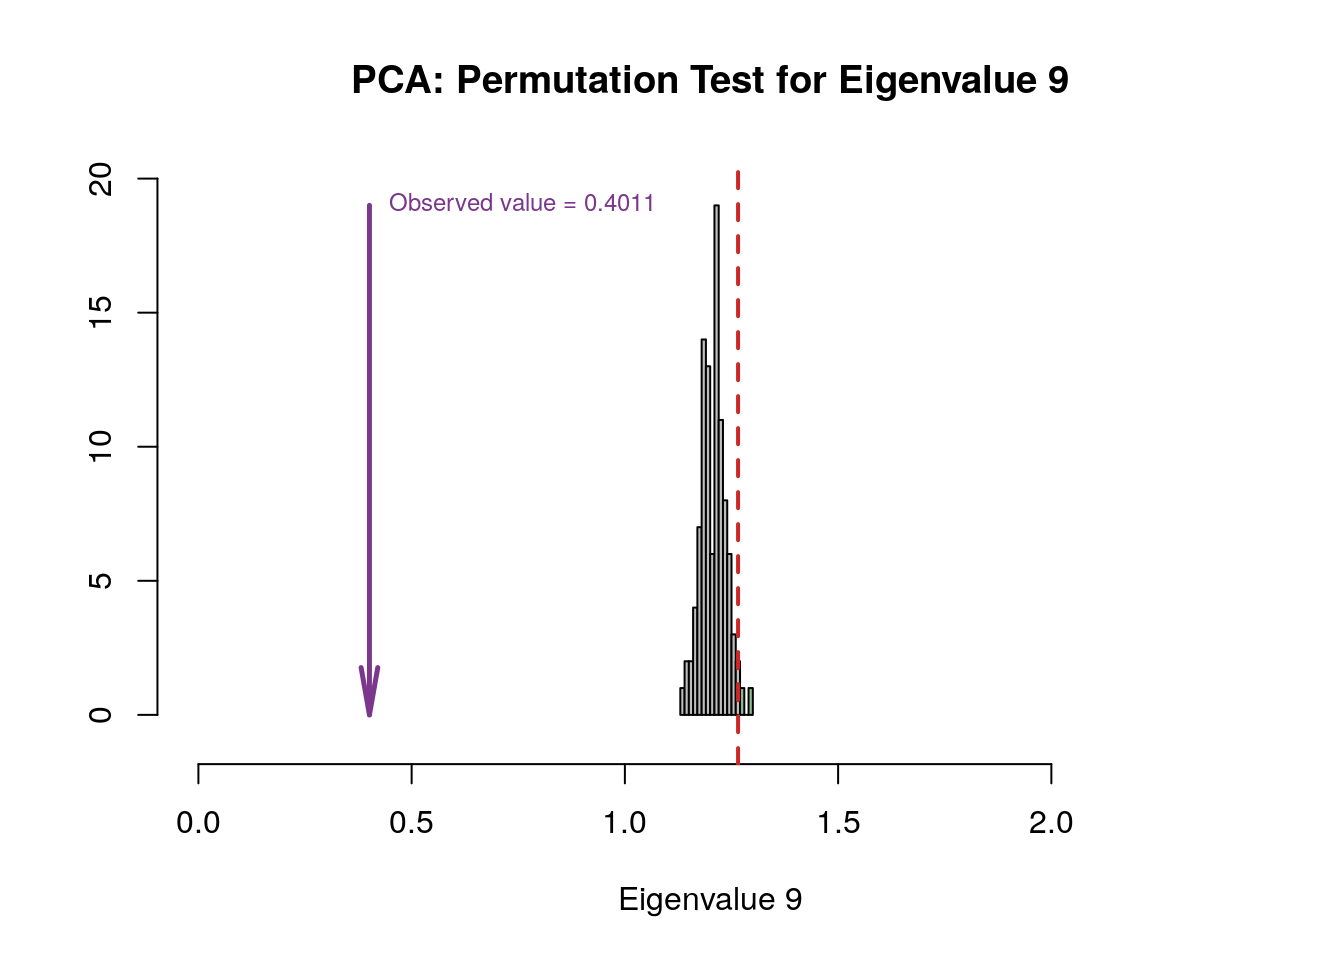 PCA: Permutation Test for Eigenvalue 9
20
15
10
5
0
Observed value = 0.4011
0.0 0.5 1.0 1.5 2.0
Eigenvalue 9